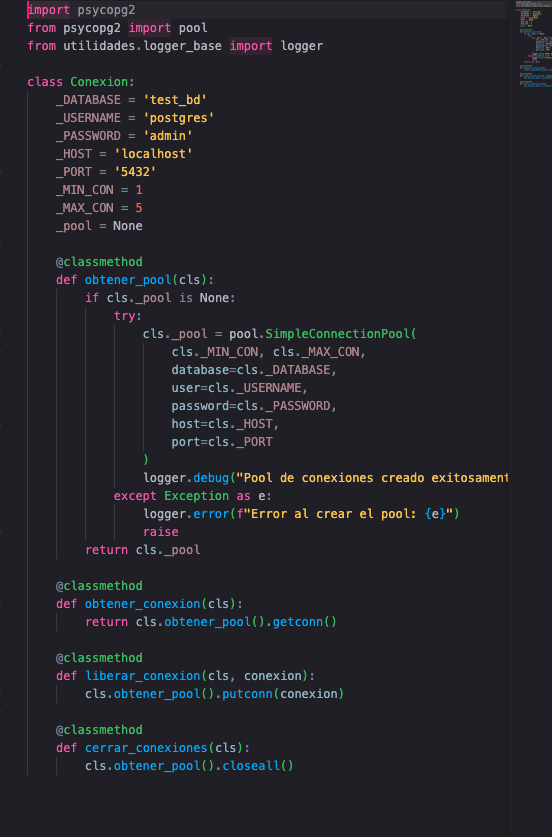 import psycopg2
from psycopg2 import pool
from utilidades.logger_base import logger

class Conexion:
    _DATABASE = 'test_bd'
    _USERNAME = 'postgres'
    _PASSWORD = 'admin'
    _HOST = 'localhost'
    _PORT = '5432'
    _MIN_CON = 1
    _MAX_CON = 5
    _pool = None

    @classmethod
    def obtener_pool(cls):
        if cls._pool is None:
            try:
                cls._pool = pool.SimpleConnectionPool(
                    cls._MIN_CON, cls._MAX_CON,
                    database=cls._DATABASE,
                    user=cls._USERNAME,
                    password=cls._PASSWORD,
                    host=cls._HOST,
                    port=cls._PORT
                )
                logger.debug("Pool de conexiones creado exitosament
            except Exception as e:
                logger.error(f"Error al crear el pool: {e}")
                raise
        return cls._pool

    @classmethod
    def obtener_conexion(cls):
        return cls.obtener_pool().getconn()

    @classmethod
    def liberar_conexion(cls, conexion):
        cls.obtener_pool().putconn(conexion)

    @classmethod
    def cerrar_conexiones(cls):
        cls.obtener_pool().closeall()